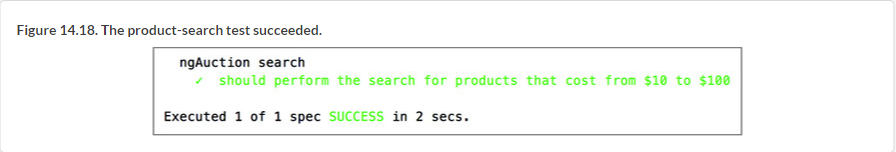 Figure 14.18. The product-search test succeeded.
ngAuction search
✓ should perform the search for products that cost from $10 to $100
Executed 1 of 1 spec SUCCESS in 2 secs.